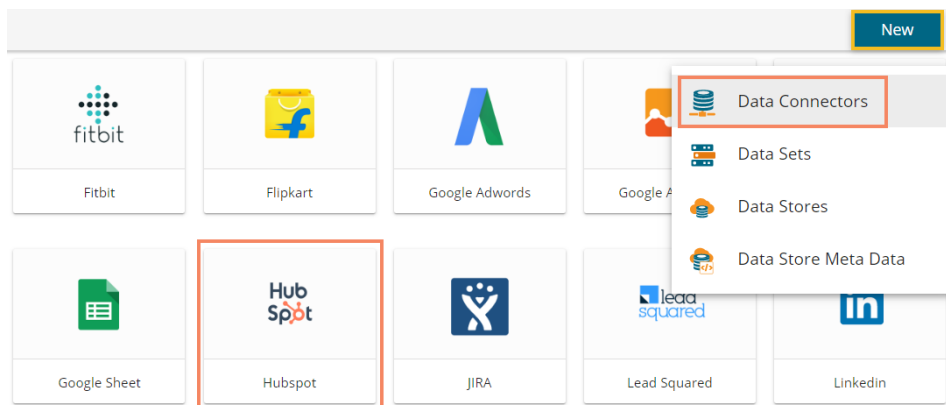 New
Data Connectors
Data Sets
Data Stores
Data Store Meta Data
fitbit
Fitbit
Flipkart
Google Adwords
Google A
Hub
Spot
lead
squared
in
Google Sheet
Hubspot
JIRA
Lead Squared
Linkedin